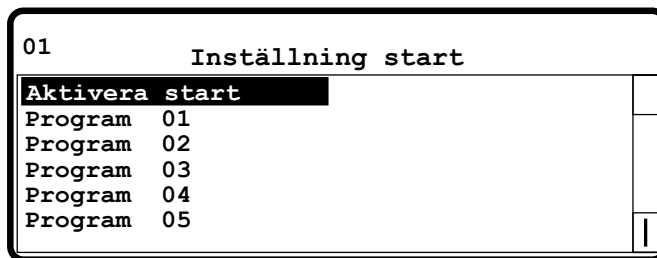 01
Inställning start
Aktivera start
Program 01
Program 02
Program 03
Program 04
Program 05